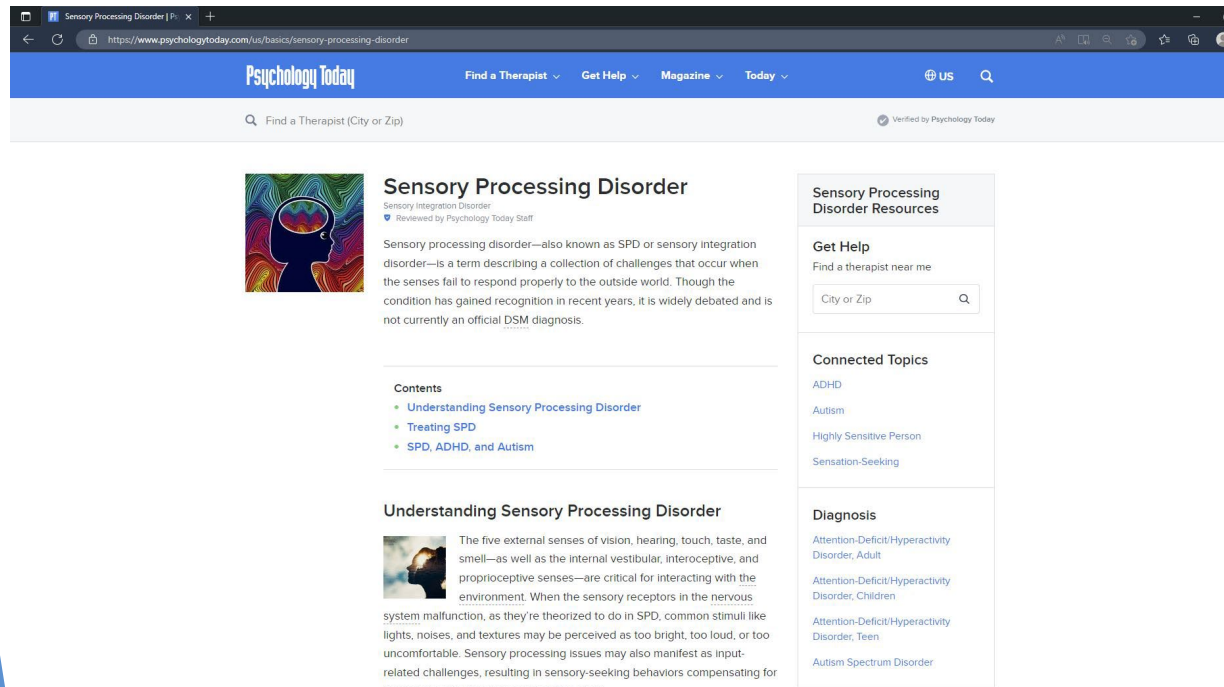 Sensory Processing Disorder | Ps
https://www.psychologytoday.com/us/basics/sensory-processing-disorder
Psychology Today
Find a Therapist
Get Help
Magazine
Today
US
Find a Therapist (City or Zip)
Verified by Psychology Today
Sensory Processing Disorder
Sensory Integration Disorder
Reviewed by Psychology Today Staff
Sensory processing disorder—also known as SPD or sensory integration
disorder—is a term describing a collection of challenges that occur when
the senses fail to respond properly to the outside world. Though the
condition has gained recognition in recent years, it is widely debated and is
not currently an official DSM diagnosis.
Contents
• Understanding Sensory Processing Disorder
• Treating SPD
• SPD, ADHD, and Autism
Understanding Sensory Processing Disorder
The five external senses of vision, hearing, touch, taste, and
smell—as well as the internal vestibular, interoceptive, and
proprioceptive senses—are critical for interacting with the
environment. When the sensory receptors in the nervous
system malfunction, as they're theorized to do in SPD, common stimuli like
lights, noises, and textures may be perceived as too bright, too loud, or too
uncomfortable. Sensory processing issues may also manifest as input-
related challenges, resulting in sensory-seeking behaviors compensating for
Sensory Processing
Disorder Resources
Get Help
Find a therapist near me
City or Zip
Connected Topics
ADHD
Autism
Highly Sensitive Person
Sensation-Seeking
Diagnosis
Attention-Deficit/Hyperactivity
Disorder, Adult
Attention-Deficit/Hyperactivity
Disorder, Children
Attention-Deficit/Hyperactivity
Disorder, Teen
Autism Spectrum Disorder